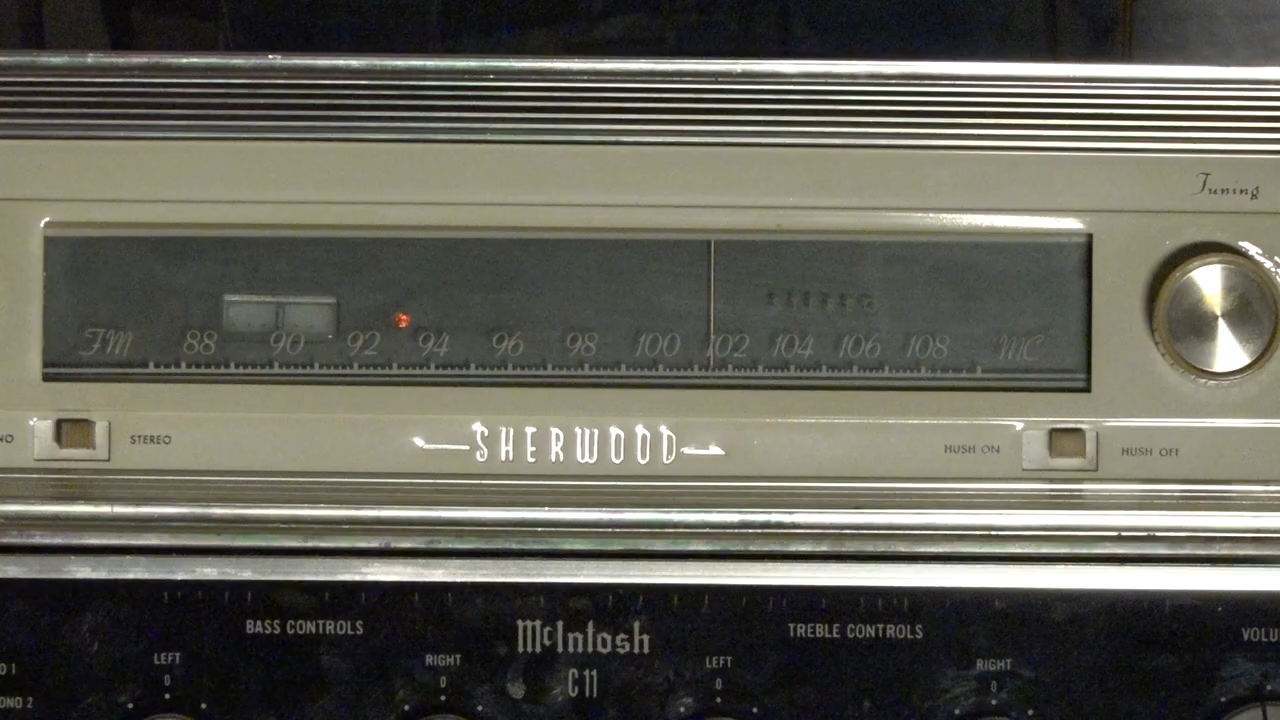 Tuning
FM 88 90 92 94 96 98 100 102 104 106 108 MC
STEREO
SHERWOOD
HUSH ON
HUSH OFF
BASS CONTROLS
McIntosh
C11
TREBLE CONTROLS
LEFT
0
RIGHT
0
LEFT
0
RIGHT
0